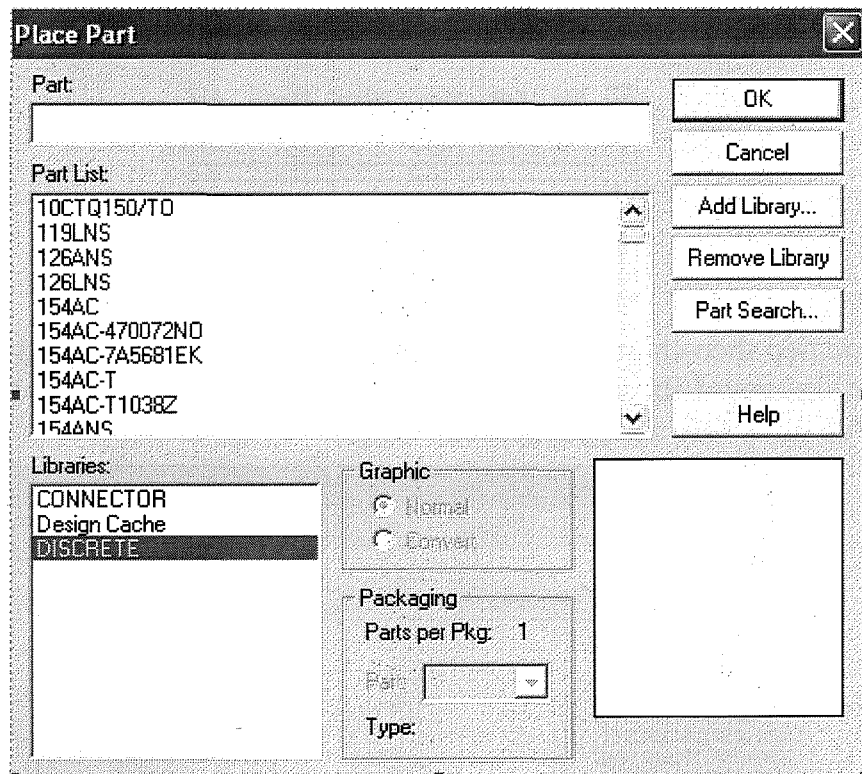 Place Part
Part:
OK
Cancel
Part List:
10CTQ150/TO
119LNS
126ANS
126LNS
154AC
154AC-470072NO
154AC-7A5681EK
154AC-T
154AC-T1038Z
154ANS
Add Library...
Remove Library
Part Search...
Help
Libraries:
CONNECTOR
Design Cache
DISCRETE
Graphic
Normal
Convert
Packaging
Parts per Pkg: 1
Part:
Type: